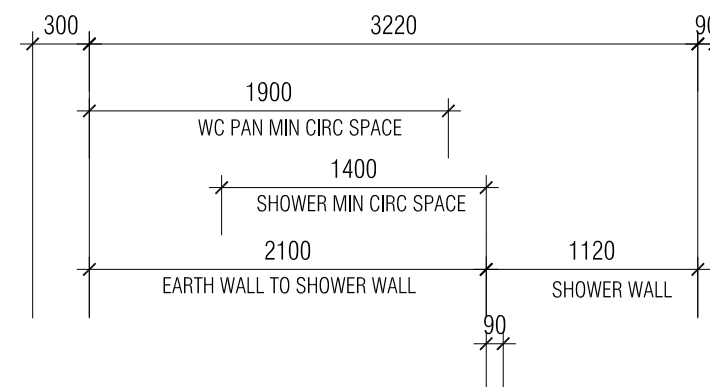 300 3220 90
1900
WC PAN MIN CIRC SPACE
1400
SHOWER MIN CIRC SPACE
2100 1120
EARTH WALL TO SHOWER WALL SHOWER WALL
90